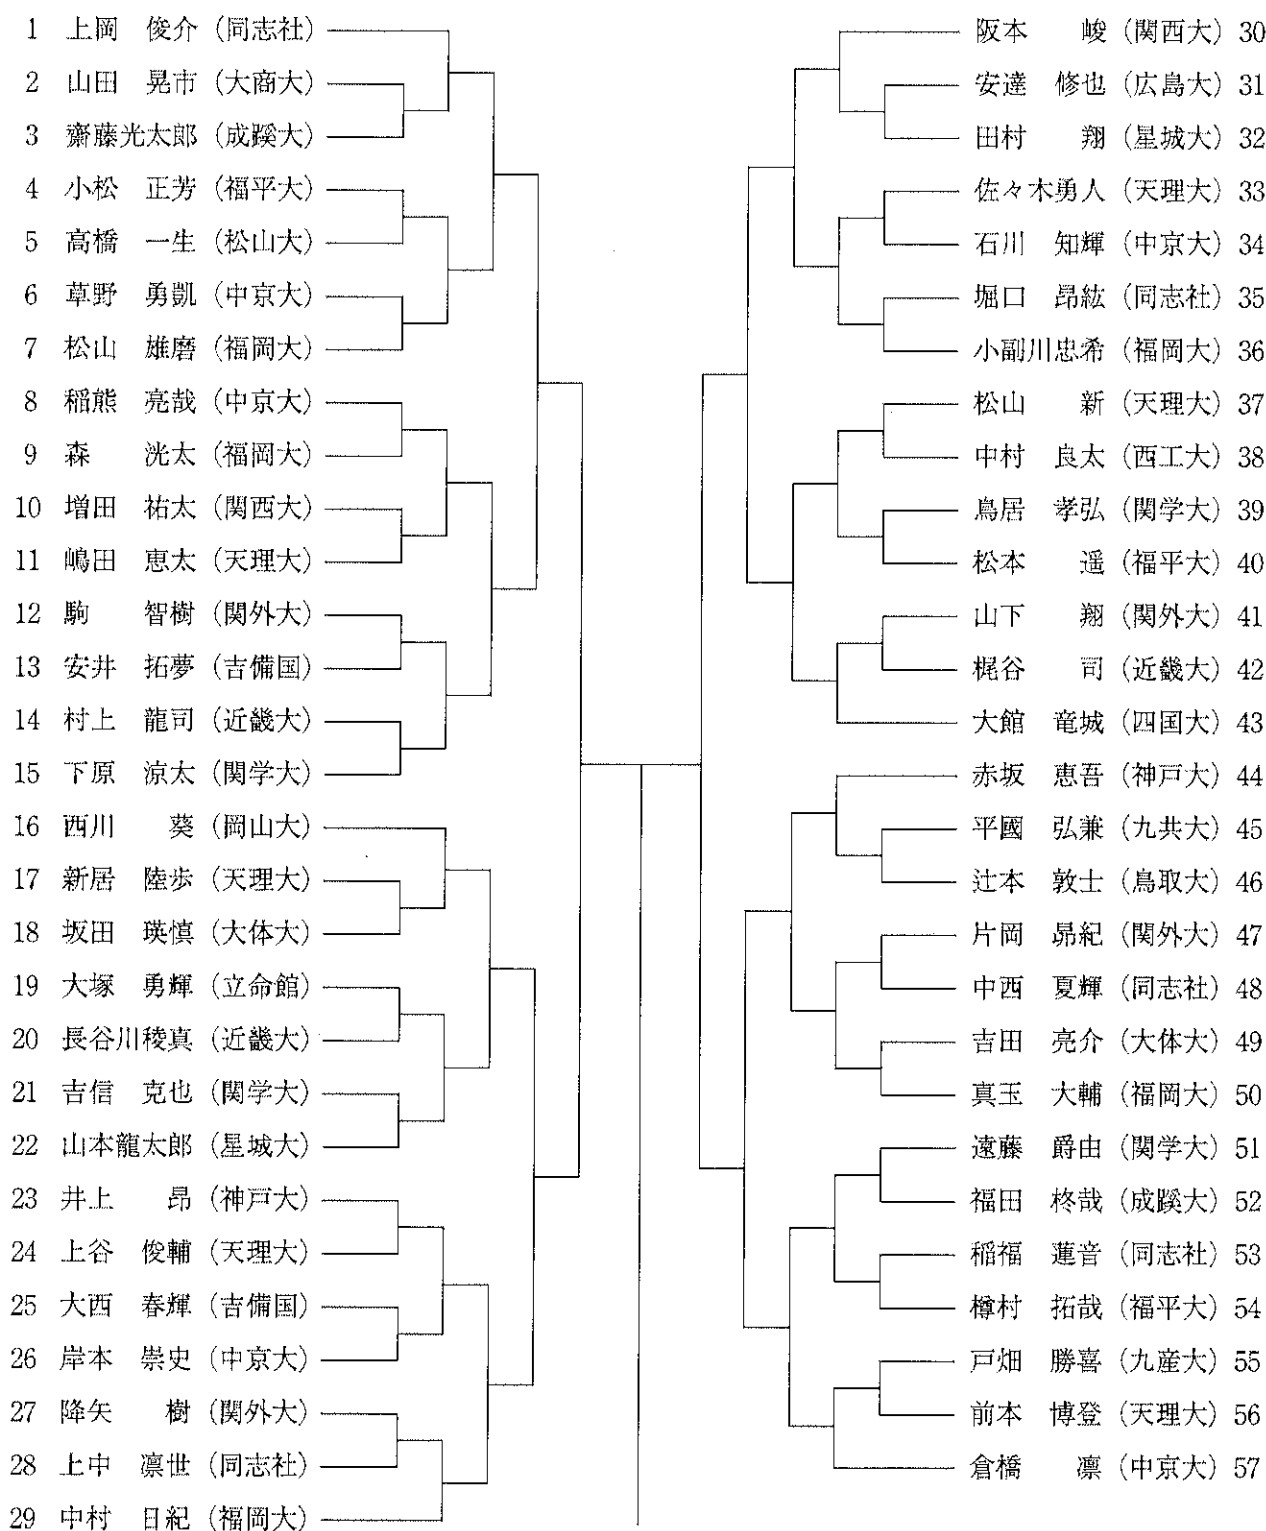 1 上岡 俊介 (同志社)
2 山田 晃市 (大商大)
3 齋藤光太郎 (成蹊大)
4 小松 正芳 (福平大)
5 高橋 一生 (松山大)
6 草野 勇凱 (中京大)
7 松山 雄磨 (福岡大)
8 稲熊 亮哉 (中京大)
9 森 洸太 (福岡大)
10 増田 祐太 (関西大)
11 嶋田 恵太 (天理大)
12 駒 智樹 (関外大)
13 安井 拓夢 (吉備国)
14 村上 龍司 (近畿大)
15 下原 涼太 (関学大)
16 西川 葵 (岡山大)
17 新居 陸歩 (天理大)
18 坂田 瑛慎 (大体大)
19 大塚 勇輝 (立命館)
20 長谷川稜真 (近畿大)
21 吉信 克也 (関学大)
22 山本龍太郎 (星城大)
23 井上 昂 (神戸大)
24 上谷 俊輔 (天理大)
25 大西 春輝 (吉備国)
26 岸本 崇史 (中京大)
27 降矢 樹 (関外大)
28 上中 凛世 (同志社)
29 中村 日紀 (福岡大)
阪本 峻 (関西大) 30
安達 修也 (広島大) 31
田村 翔 (星城大) 32
佐々木勇人 (天理大) 33
石川 知輝 (中京大) 34
堀口 昂紘 (同志社) 35
小副川忠希 (福岡大) 36
松山 新 (天理大) 37
中村 良太 (西工大) 38
鳥居 孝弘 (関学大) 39
松本 遥 (福平大) 40
山下 翔 (関外大) 41
梶谷 司 (近畿大) 42
大館 竜城 (四国大) 43
赤坂 恵吾 (神戸大) 44
平國 弘兼 (九共大) 45
辻本 敦士 (鳥取大) 46
片岡 昴紀 (関外大) 47
中西 夏輝 (同志社) 48
吉田 亮介 (大体大) 49
真玉 大輔 (福岡大) 50
遠藤 爵由 (関学大) 51
福田 柊哉 (成蹊大) 52
稲福 蓮音 (同志社) 53
樽村 拓哉 (福平大) 54
戸畑 勝喜 (九産大) 55
前本 博登 (天理大) 56
倉橋 凛 (中京大) 57